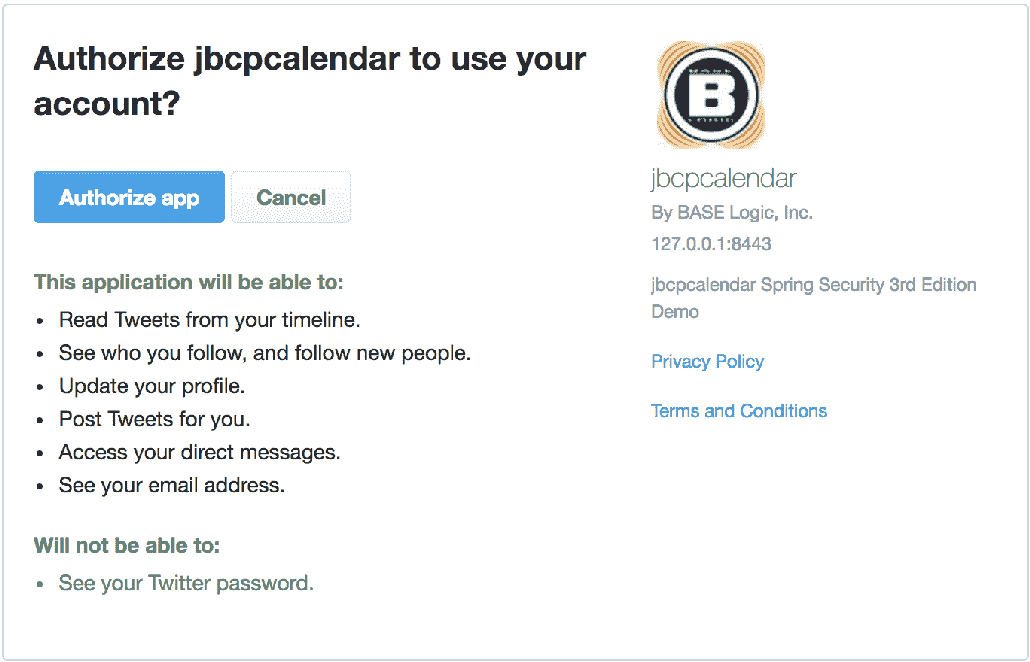 Authorize jbcpcalendar to use your
account?
Authorize app
Cancel
This application will be able to:
• Read Tweets from your timeline.
• See who you follow, and follow new people.
• Update your profile.
• Post Tweets for you.
• Access your direct messages.
• See your email address.
Will not be able to:
• See your Twitter password.
B
jbcpcalendar
By BASE Logic, Inc.
127.0.0.1:8443
jbcpcalendar Spring Security 3rd Edition
Demo
Privacy Policy
Terms and Conditions